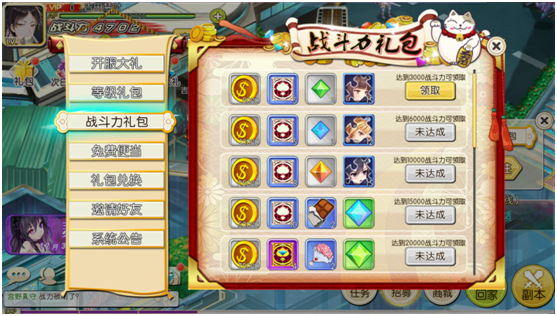 战斗力 4902
战斗力礼包
开服大礼
等级礼包
战斗力礼包
免费便当
礼包兑换
邀请好友
系统公告
达到3000战斗力可领取
领取
达到6000战斗力可领取
未达成
达到10000战斗力可领取
未达成
达到15000战斗力可领取
未达成
达到20000战斗力可领取
未达成
礼包
任务
招募
商城
回家
副本